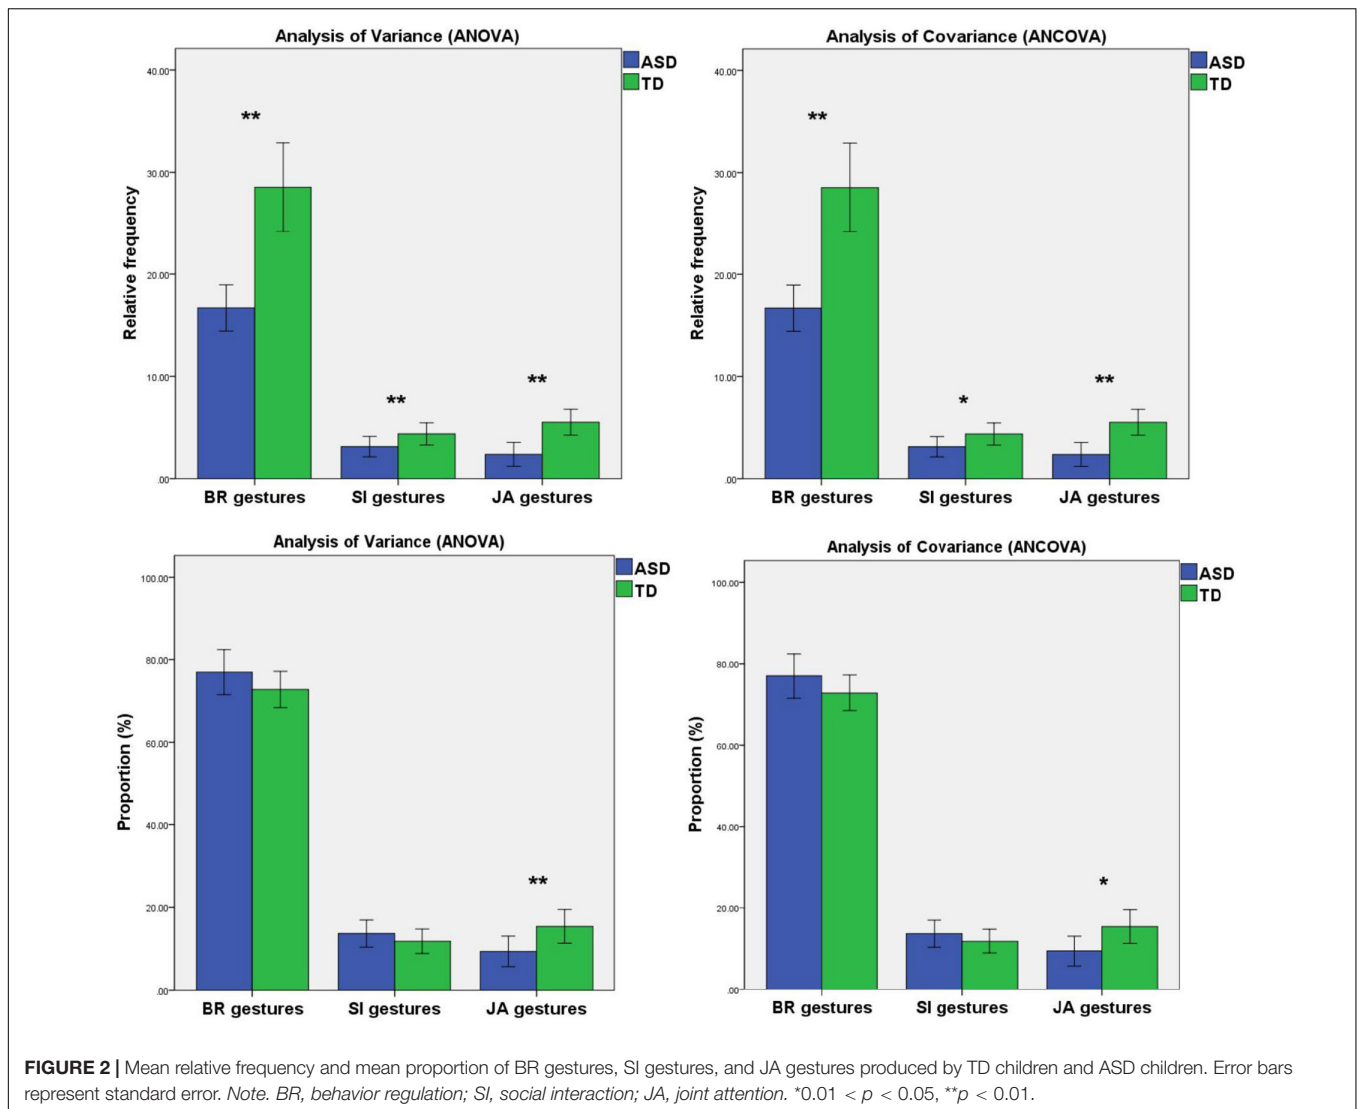 Analysis of Variance (ANOVA)
ASD
TD
40.00
30.00
20.00
10.00
.00
Relative frequency
**
**
**
BR gestures SI gestures JA gestures
Analysis of Covariance (ANCOVA)
ASD
TD
40.00
30.00
20.00
10.00
.00
Relative frequency
**
*
**
BR gestures SI gestures JA gestures
Analysis of Variance (ANOVA)
ASD
TD
100.00
80.00
60.00
40.00
20.00
.00
Proportion (%)
**
BR gestures SI gestures JA gestures
Analysis of Covariance (ANCOVA)
ASD
TD
100.00
80.00
60.00
40.00
20.00
.00
Proportion (%)
*
BR gestures SI gestures JA gestures
FIGURE 2 | Mean relative frequency and mean proportion of BR gestures, SI gestures, and JA gestures produced by TD children and ASD children. Error bars
represent standard error. Note. BR, behavior regulation; SI, social interaction; JA, joint attention. *0.01 < p < 0.05, **p < 0.01.